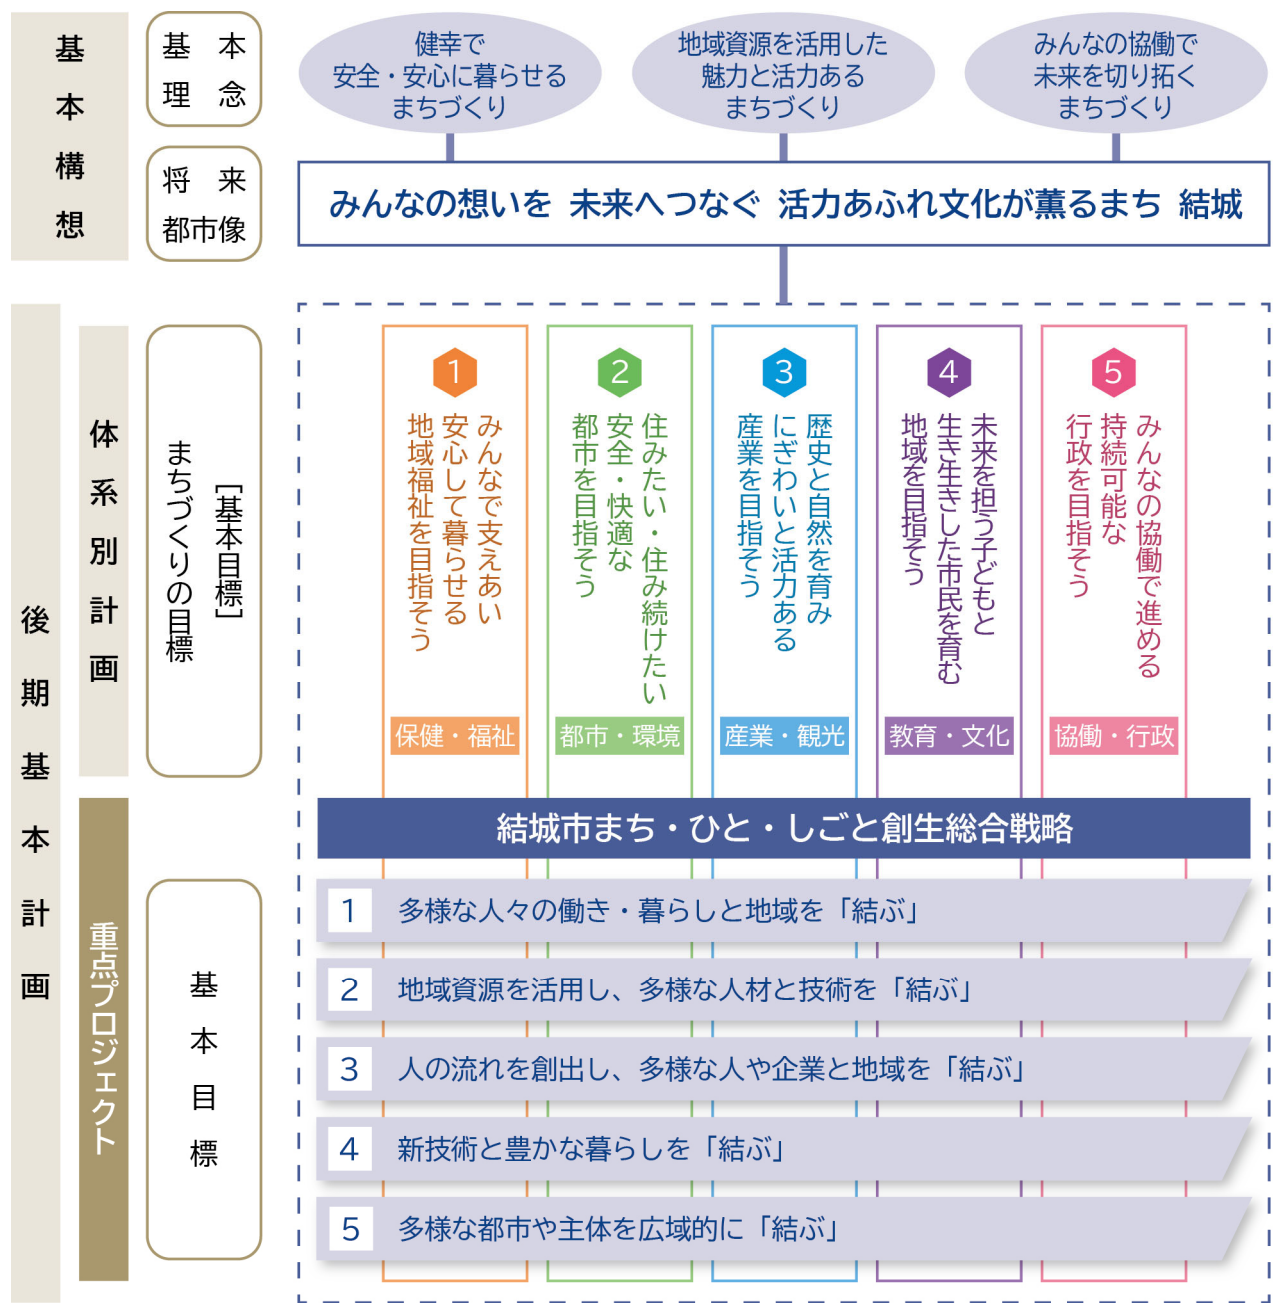 基本構想
基本
理念
健幸で
安全・安心に暮らせる
まちづくり
地域資源を活用した
魅力と活力ある
まちづくり
みんなの協働で
未来を切り拓く
まちづくり
将来
都市像
みんなの想いを 未来へつなぐ 活力あふれ文化が薫るまち 結城
後期基本計画
体系別計画
［基本目標］
まちづくりの目標
1
みんなで支えあい
安心して暮らせる
地域福祉を目指そう
保健・福祉
2
住みたい・住み続けたい
安全・快適な
都市を目指そう
都市・環境
3
歴史と自然を育み
にぎわいと活力ある
産業を目指そう
産業・観光
4
未来を担う子どもと
生き生きした市民を育む
地域を目指そう
教育・文化
5
みんなの協働で進める
持続可能な
行政を目指そう
協働・行政
重点プロジェクト
基本目標
結城市まち・ひと・しごと創生総合戦略
1 多様な人々の働き・暮らしと地域を「結ぶ」
2 地域資源を活用し、多様な人材と技術を「結ぶ」
3 人の流れを創出し、多様な人や企業と地域を「結ぶ」
4 新技術と豊かな暮らしを「結ぶ」
5 多様な都市や主体を広域的に「結ぶ」